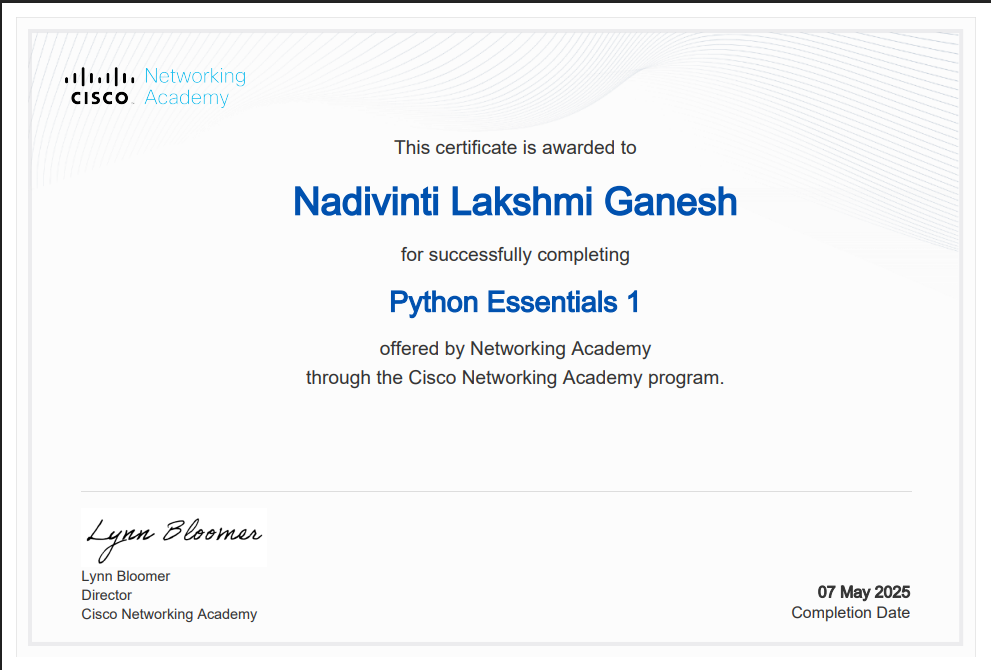 Networking
CISCO Academy
This certificate is awarded to
Nadivinti Lakshmi Ganesh
for successfully completing
Python Essentials 1
offered by Networking Academy
through the Cisco Networking Academy program.
Lynn Bloomer
Lynn Bloomer
Director
Cisco Networking Academy
07 May 2025
Completion Date